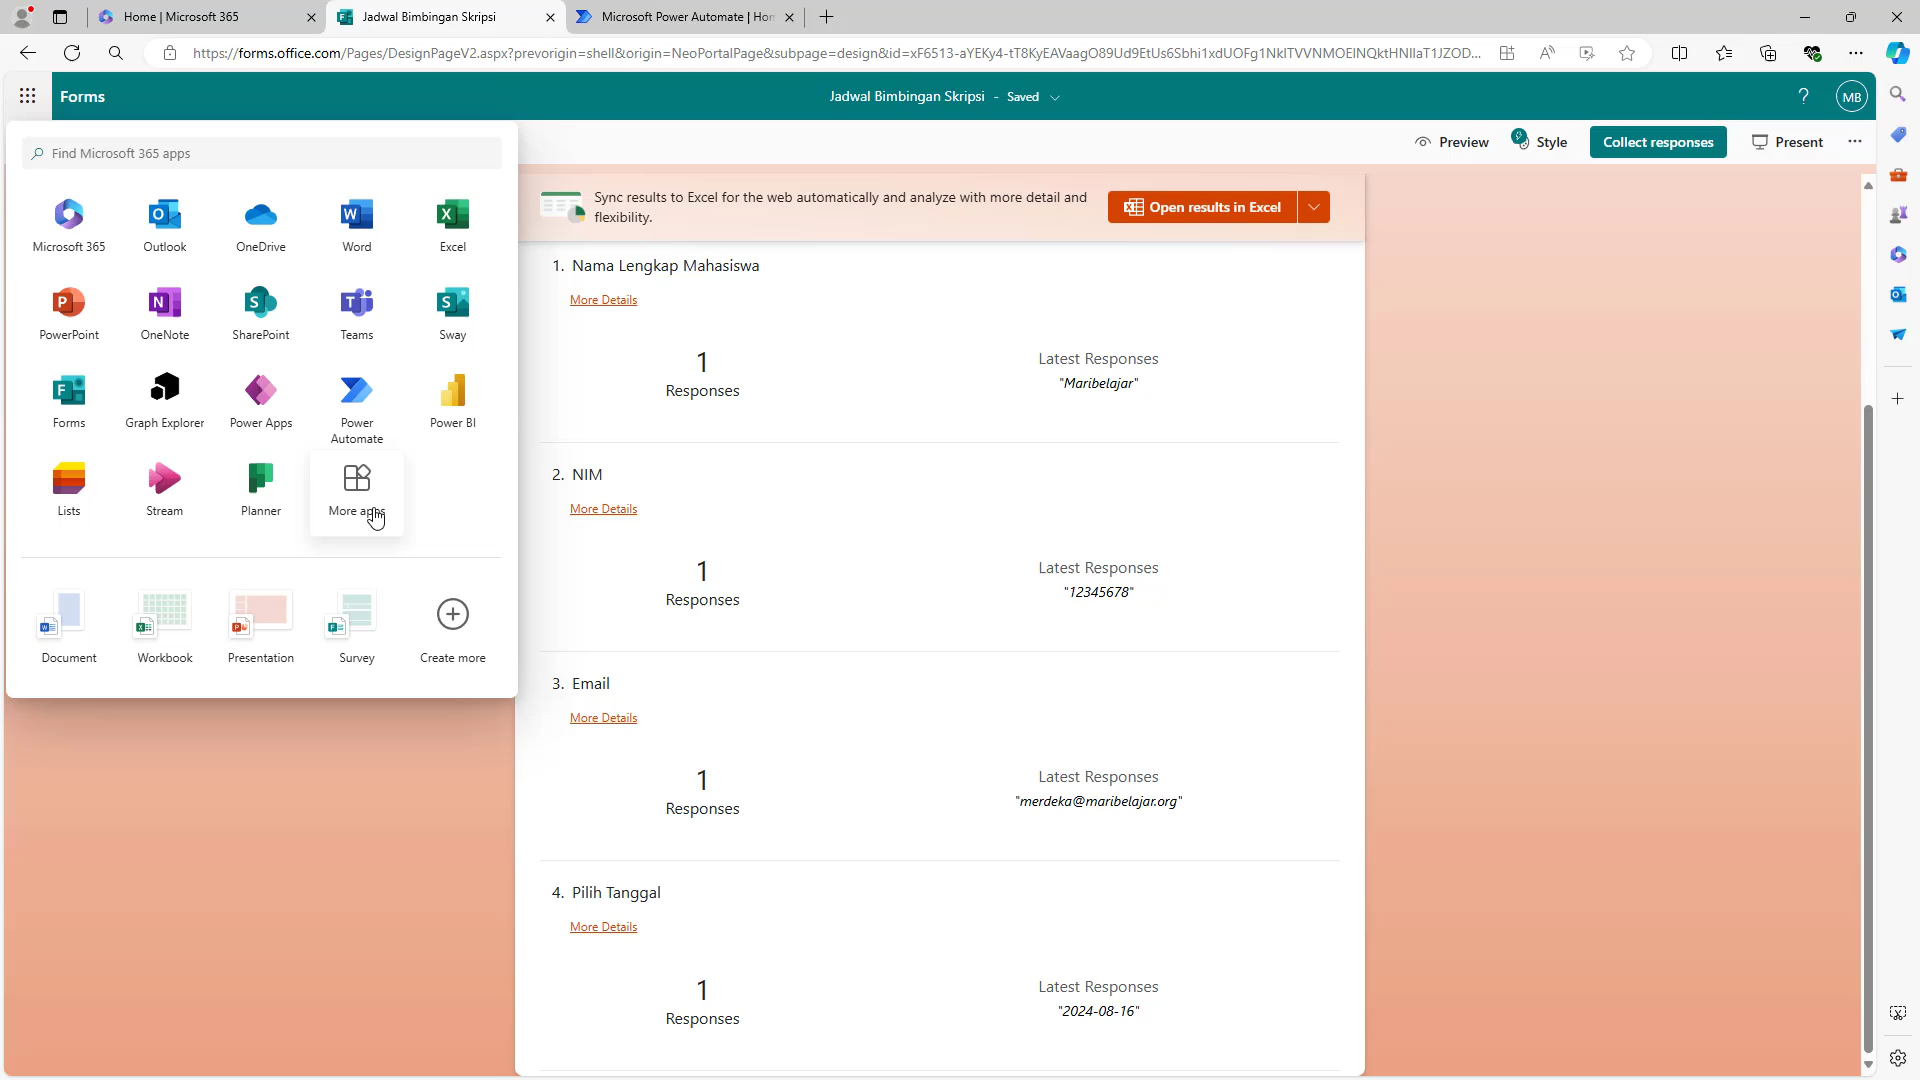 Home | Microsoft 365
Jadwal Bimbingan Skripsi
Microsoft Power Automate | Hor
https://forms.office.com/Pages/DesignPageV2.aspx?prevorigin=shell&origin=NeoPortalPage&subpage=design&id=xF6513-aYEKy4-tT8KyEAVaagO89Ud9EtUs6Sbhi1xdUOFg1NkITVVNMOElNQktHNllaT1JZOD...
Forms
Jadwal Bimbingan Skripsi - Saved
?
MB
Find Microsoft 365 apps
Preview
Style
Collect responses
Present
Microsoft 365
Outlook
OneDrive
Word
Excel
PowerPoint
OneNote
SharePoint
Teams
Sway
Forms
Graph Explorer
Power Apps
Power Automate
Power BI
Lists
Stream
Planner
More apps
Document
Workbook
Presentation
Survey
Create more
Sync results to Excel for the web automatically and analyze with more detail and
flexibility.
Open results in Excel
1. Nama Lengkap Mahasiswa
More Details
1
Responses
Latest Responses
"Maribelajar"
2. NIM
More Details
1
Responses
Latest Responses
"12345678"
3. Email
More Details
1
Responses
Latest Responses
"merdeka@maribelajar.org"
4. Pilih Tanggal
More Details
1
Responses
Latest Responses
"2024-08-16"